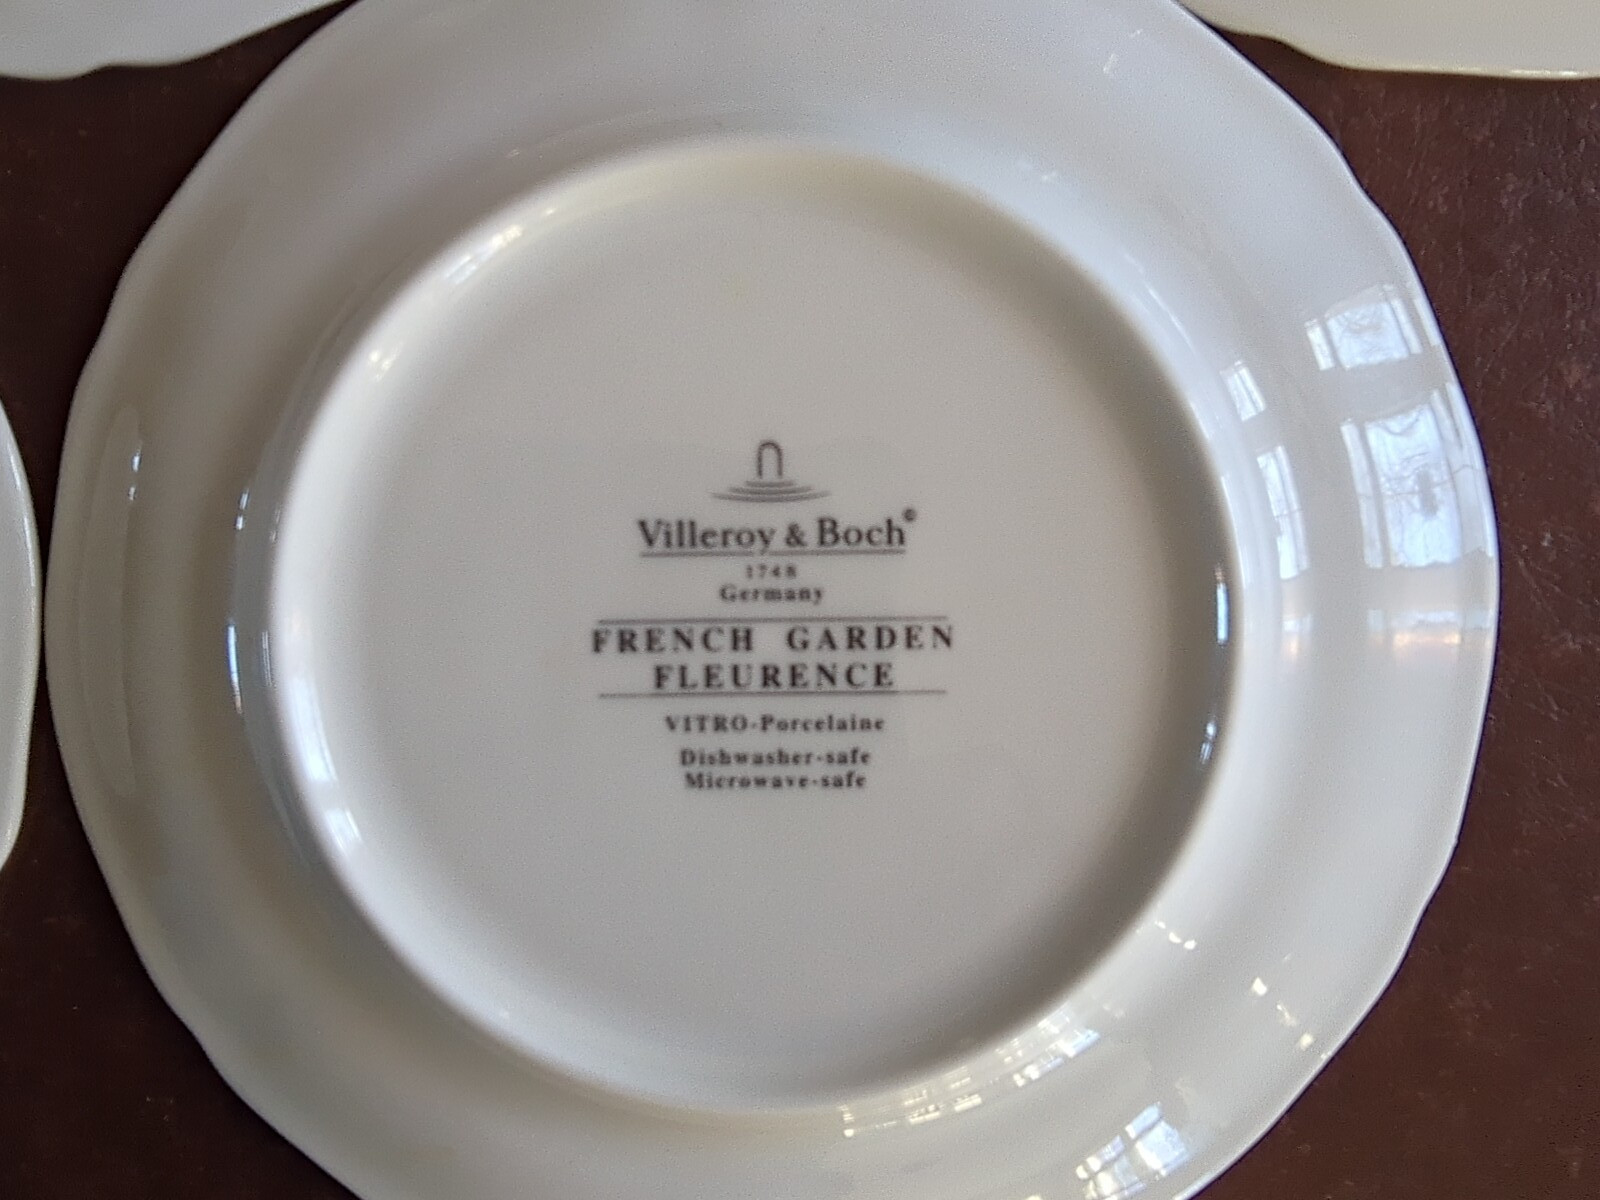 Villeroy & Boch©
1748
Germany
FRENCH GARDEN
FLEURENCE
VITRO-Porcelaine
Dishwasher-safe
Microwave-safe